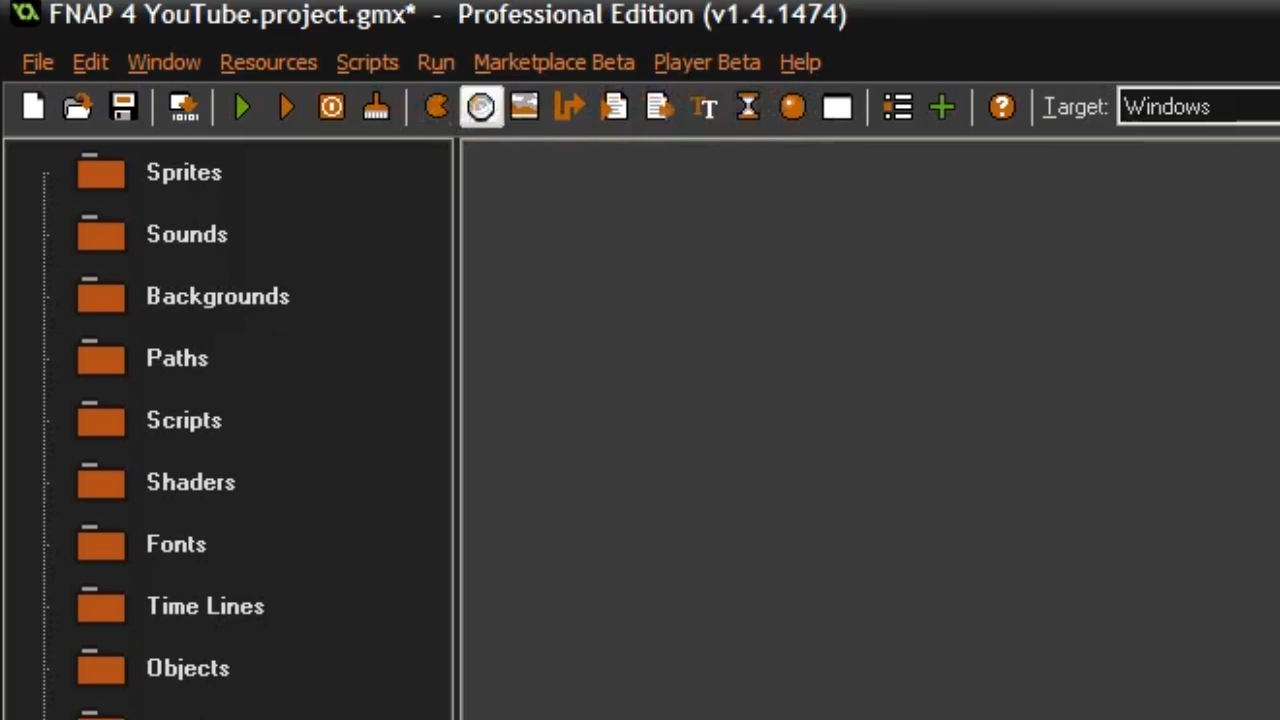 FNAP 4 YouTube.project.gmx* - Professional Edition (v1.4.1474)
File Edit Window Resources Scripts Run Marketplace Beta Player Beta Help
Target: Windows
Sprites
Sounds
Backgrounds
Paths
Scripts
Shaders
Fonts
Time Lines
Objects